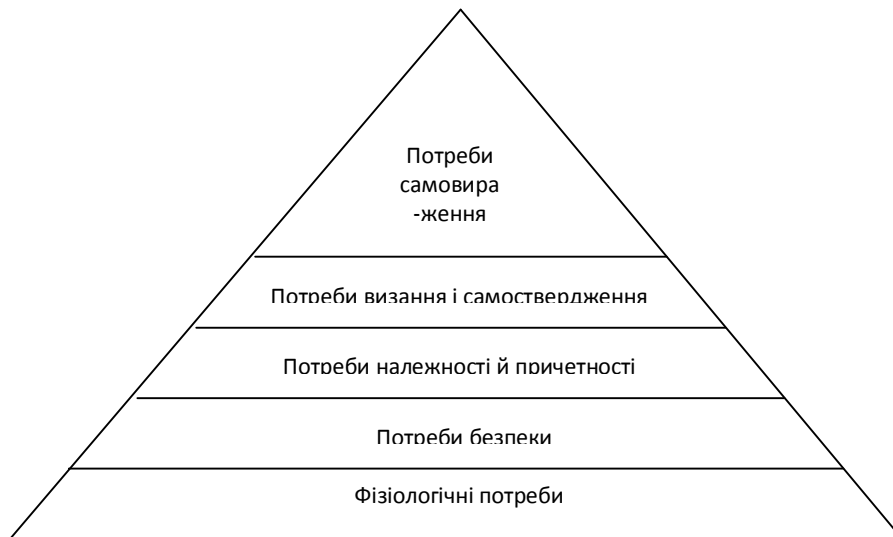 Потреби
самовира
-ження
Потреби визання і самоствердження
Потреби належності й причетності
Потреби безпеки
Фізіологічні потреби